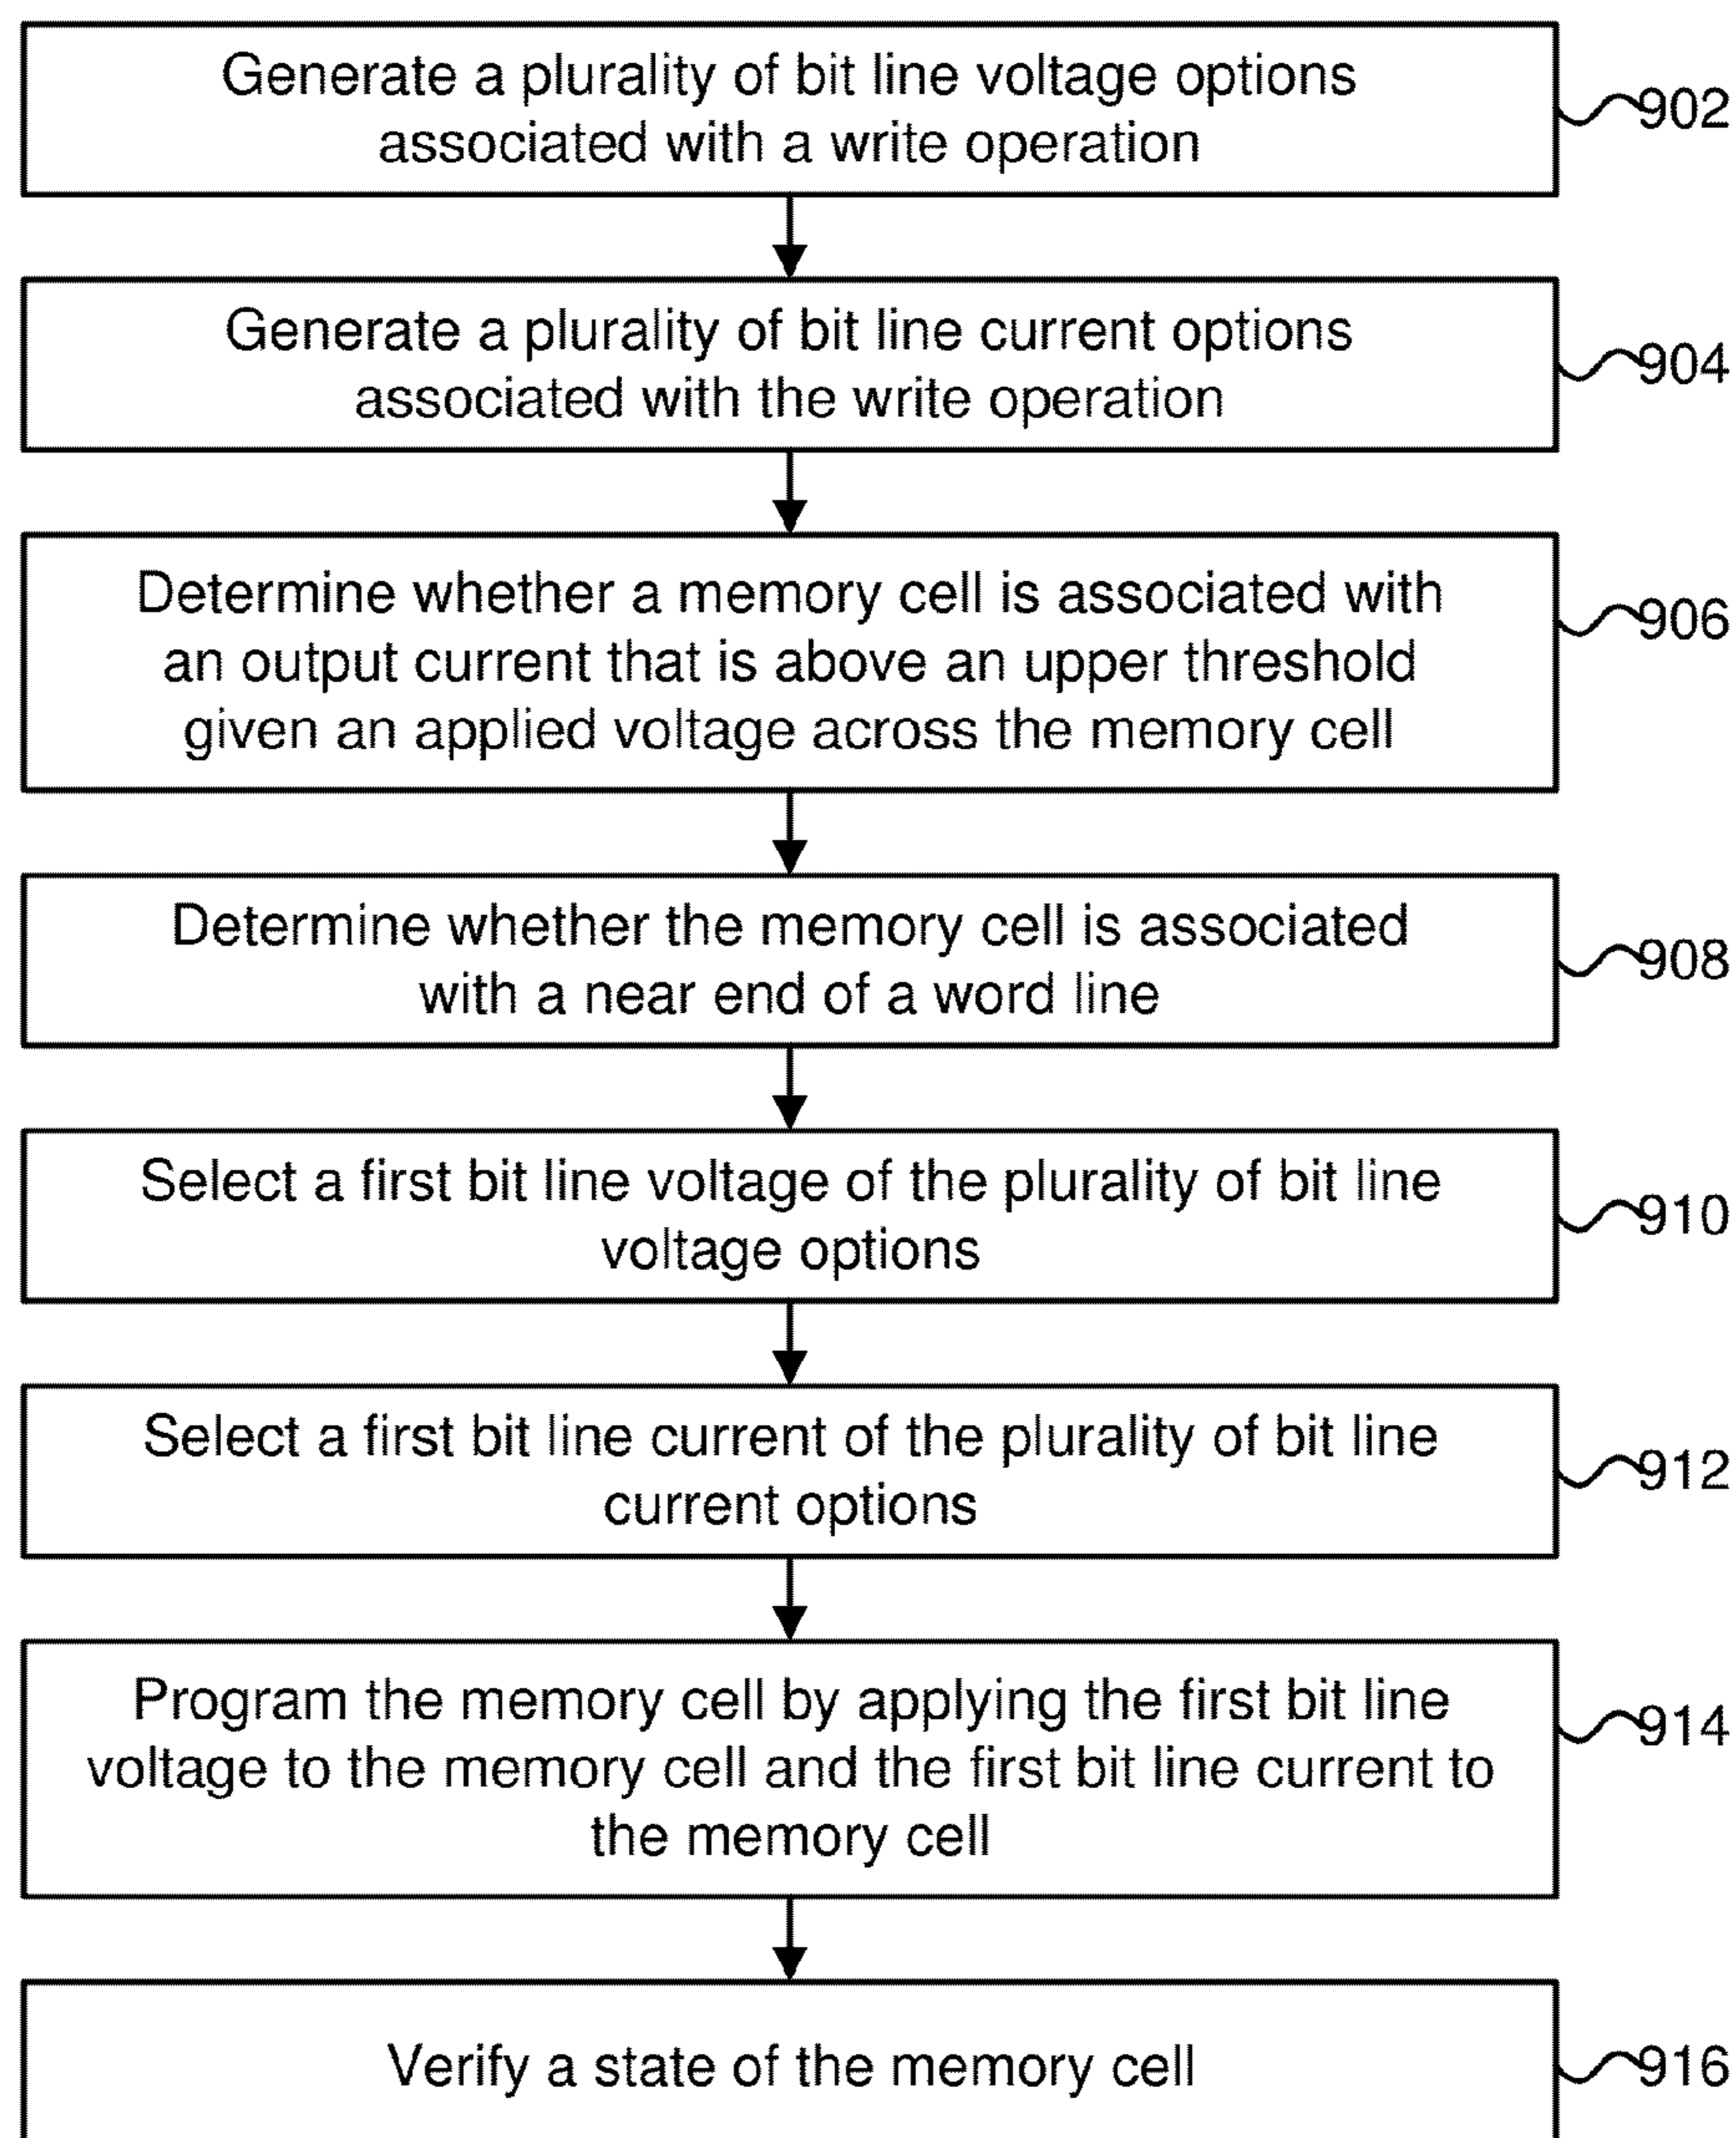 Generate a plurality of bit line voltage options
associated with a write operation
902
Generate a plurality of bit line current options
associated with the write operation
904
Determine whether a memory cell is associated with
an output current that is above an upper threshold
given an applied voltage across the memory cell
906
Determine whether the memory cell is associated
with a near end of a word line
908
Select a first bit line voltage of the plurality of bit line
voltage options
910
Select a first bit line current of the plurality of bit line
current options
912
Program the memory cell by applying the first bit line
voltage to the memory cell and the first bit line current to
the memory cell
914
Verify a state of the memory cell
916